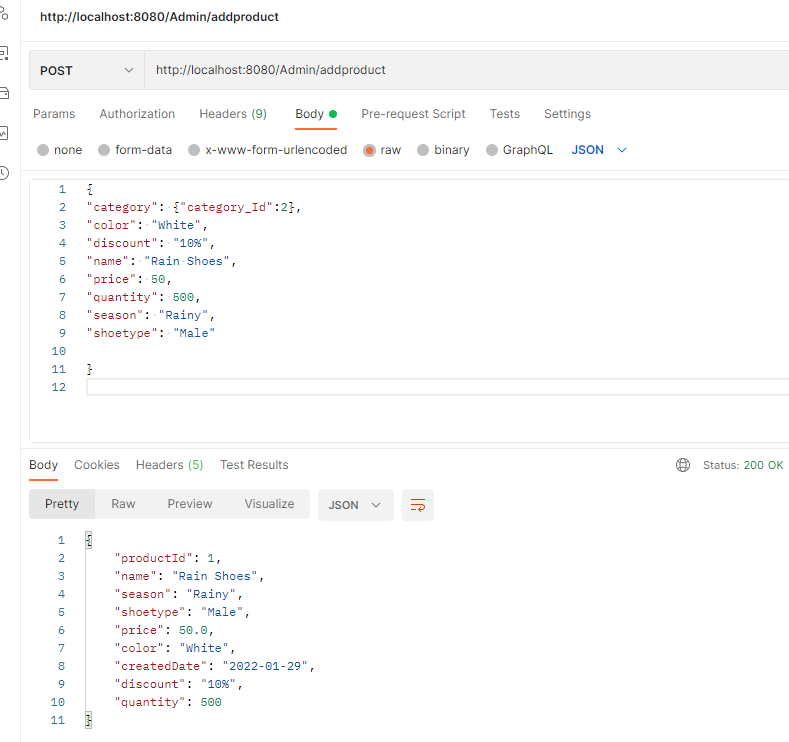 http://localhost:8080/Admin/addproduct
POST http://localhost:8080/Admin/addproduct
Params Authorization Headers (9) Body Pre-request Script Tests Settings
none form-data x-www-form-urlencoded raw binary GraphQL JSON
1 {
2 "category": {"category_Id":2},
3 "color": "White",
4 "discount": "10%",
5 "name": "Rain Shoes",
6 "price": 50,
7 "quantity": 500,
8 "season": "Rainy",
9 "shoetype": "Male"
10
11 }
12
Body Cookies Headers (5) Test Results Status: 200 OK
Pretty Raw Preview Visualize JSON
1 {
2 "productId": 1,
3 "name": "Rain Shoes",
4 "season": "Rainy",
5 "shoetype": "Male",
6 "price": 50.0,
7 "color": "White",
8 "createdDate": "2022-01-29",
9 "discount": "10%",
10 "quantity": 500
11 }